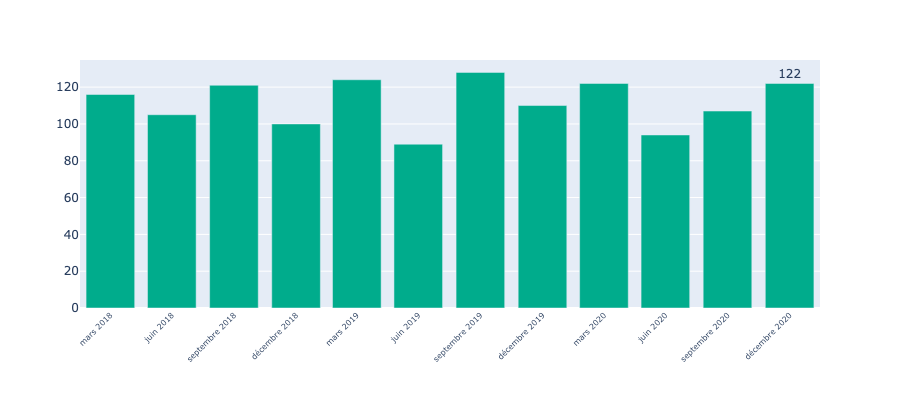 122
120
100
80
60
40
20
0
mars 2018
juin 2018
septembre 2018
décembre 2018
mars 2019
juin 2019
septembre 2019
décembre 2019
mars 2020
juin 2020
septembre 2020
décembre 2020